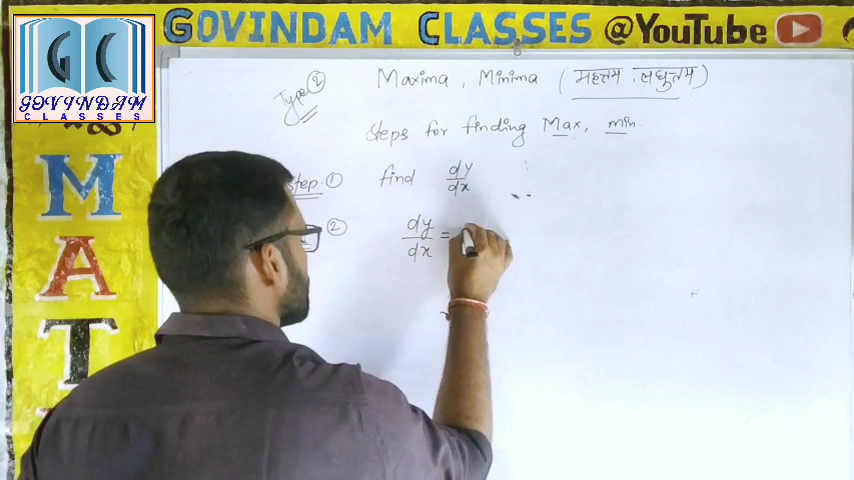 GOVINDAM CLASSES @YouTube
GC
GOVINDAM
CLASSES
MAT
Type ②
Maxima, Minima (महत्तम, लघुत्तम)
Steps for finding Max, min.
step ① find dy/dx
② dy/dx =